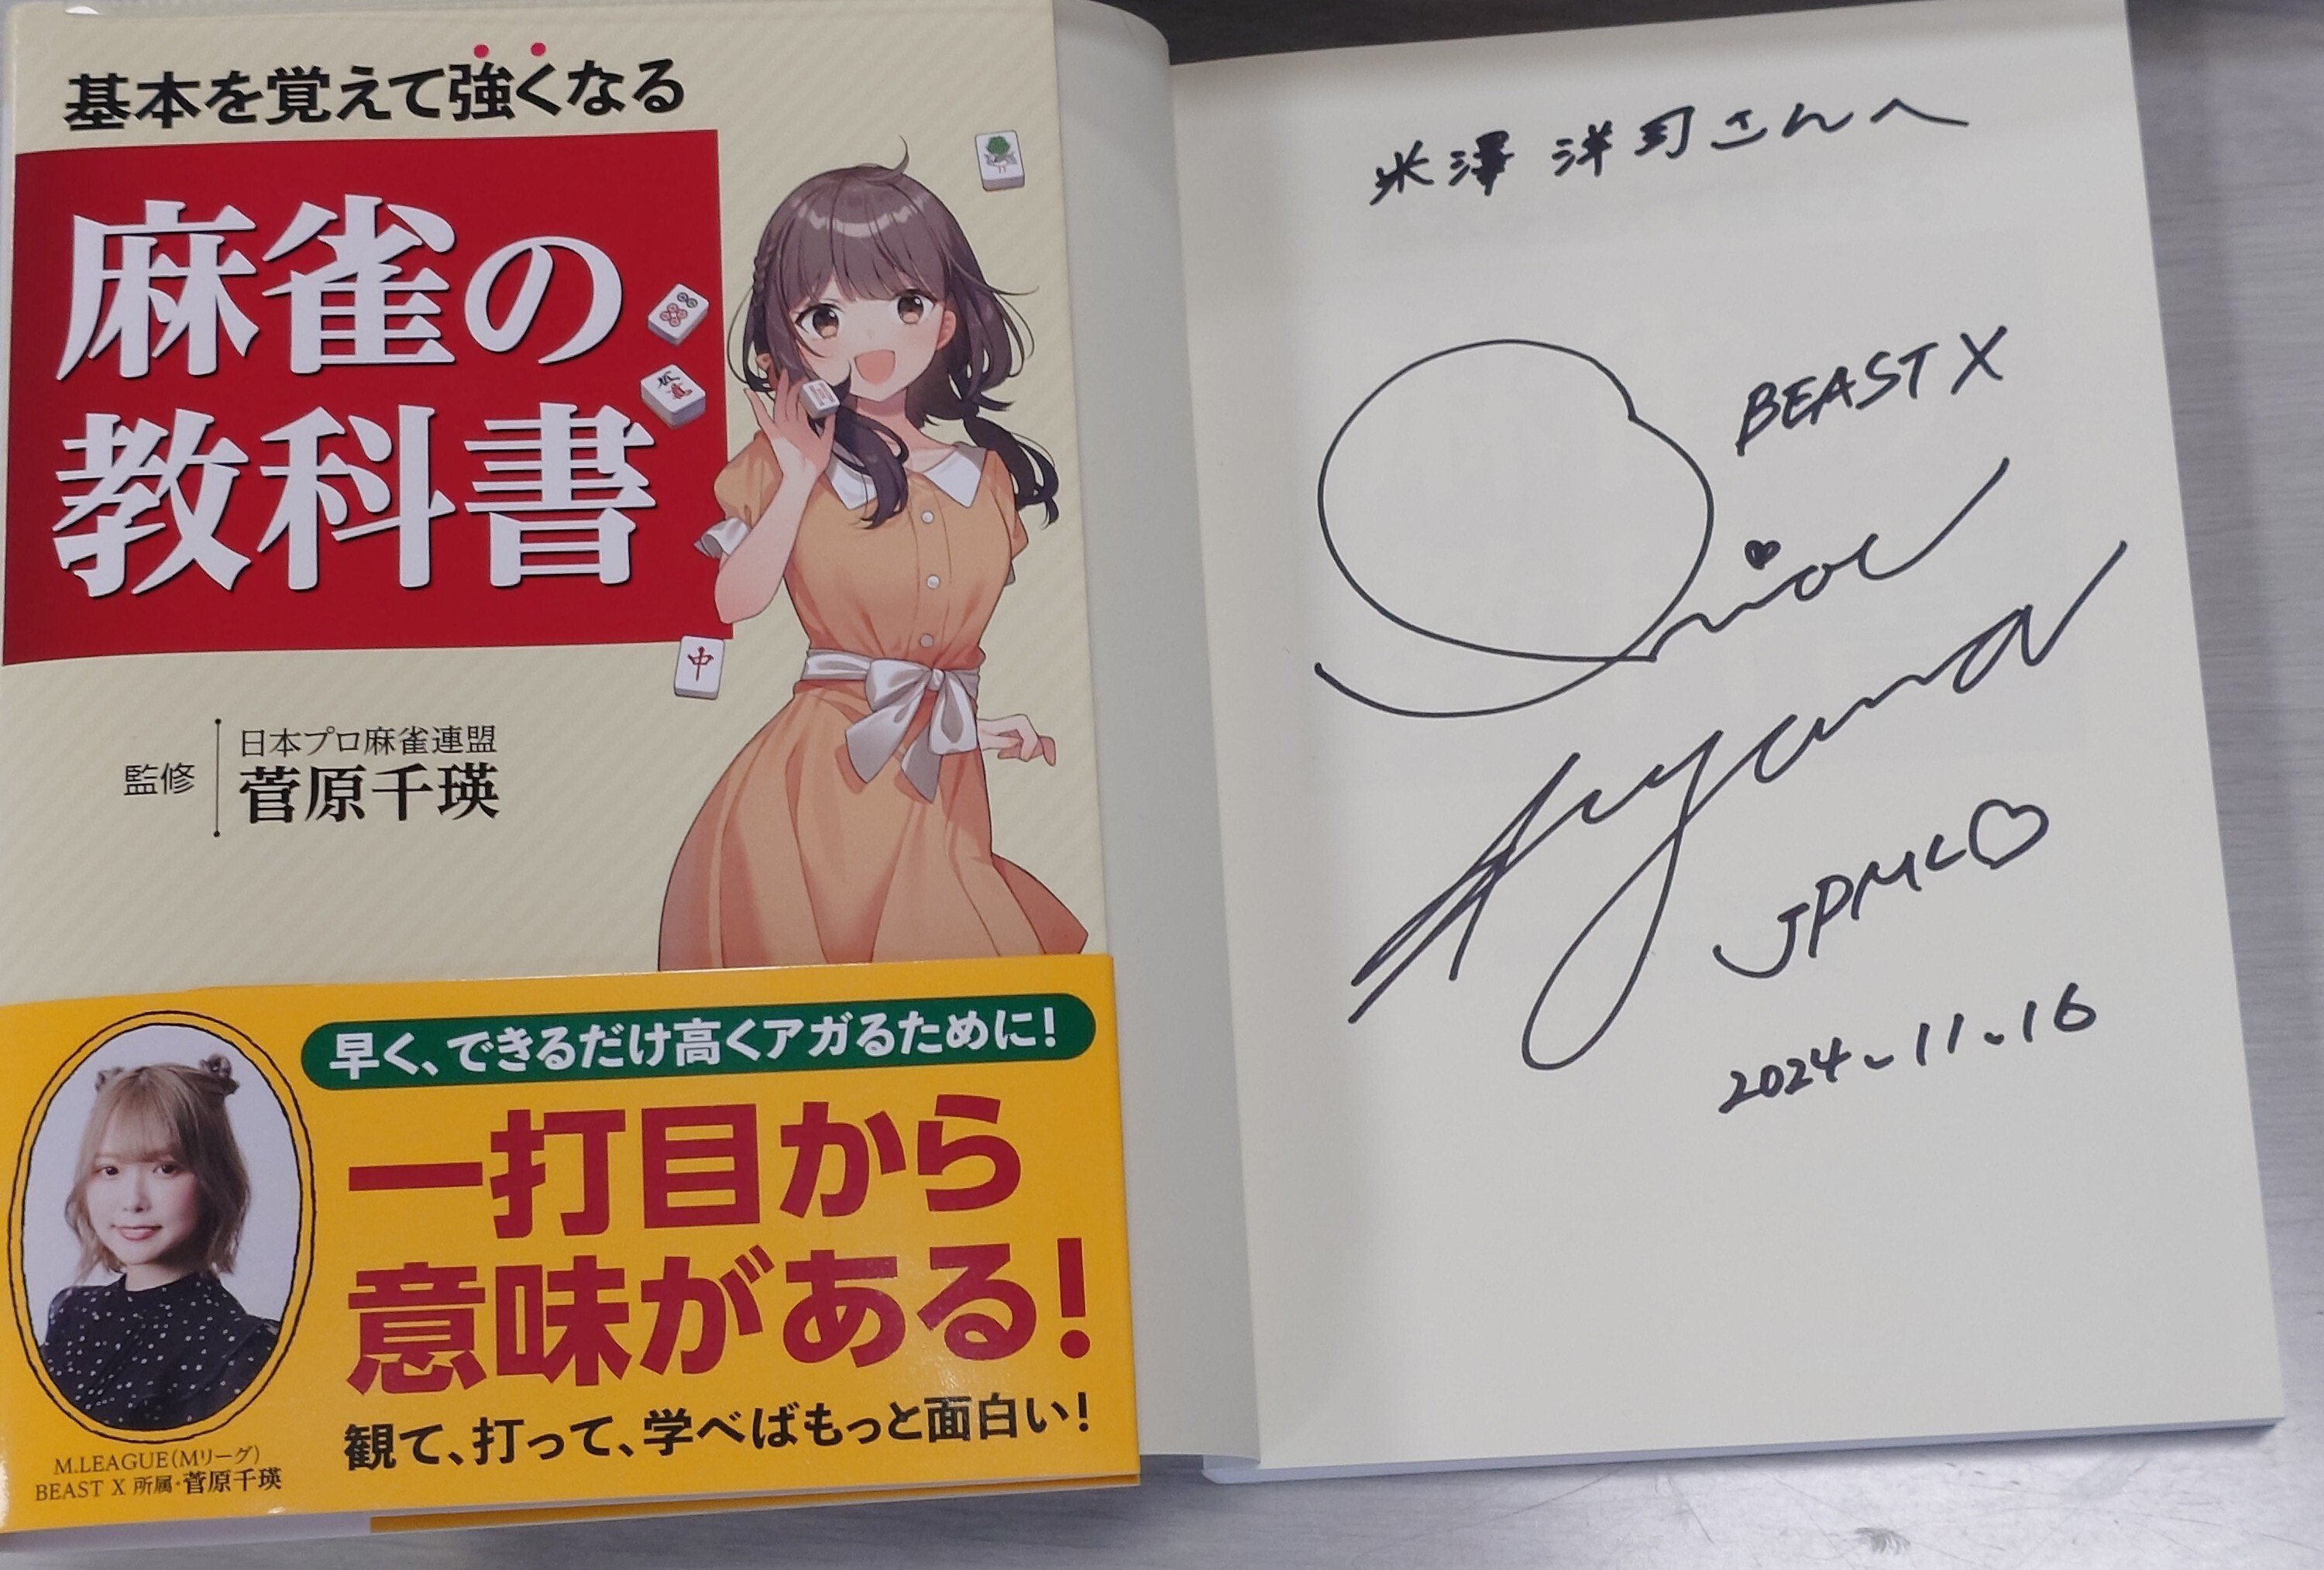 基本を覚えて強くなる
麻雀の
教科書
中
監修
日本プロ麻雀連盟
菅原千瑛
早く、できるだけ高くアガるために!
一打目から
意味がある!
観て、打って、学べばもっと面白い!
M.LEAGUE(Mリーグ)
BEAST X 所属・菅原千瑛
米澤 洋司さんへ
BEAST X
JPML♡
2024.11.16